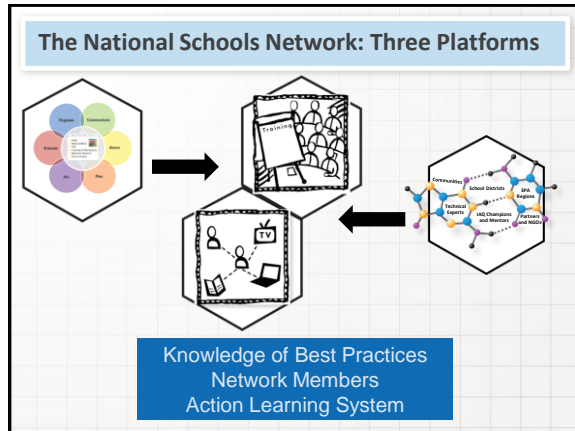 The National Schools Network: Three Platforms
Organize
Communicate
Evaluate
Assess
Act
Plan
Training
TV
Communities
School Districts
EPA
Regions
Technical
Experts
IAQ Champions
and Mentors
Partners
and NGOs
Knowledge of Best Practices
Network Members
Action Learning System